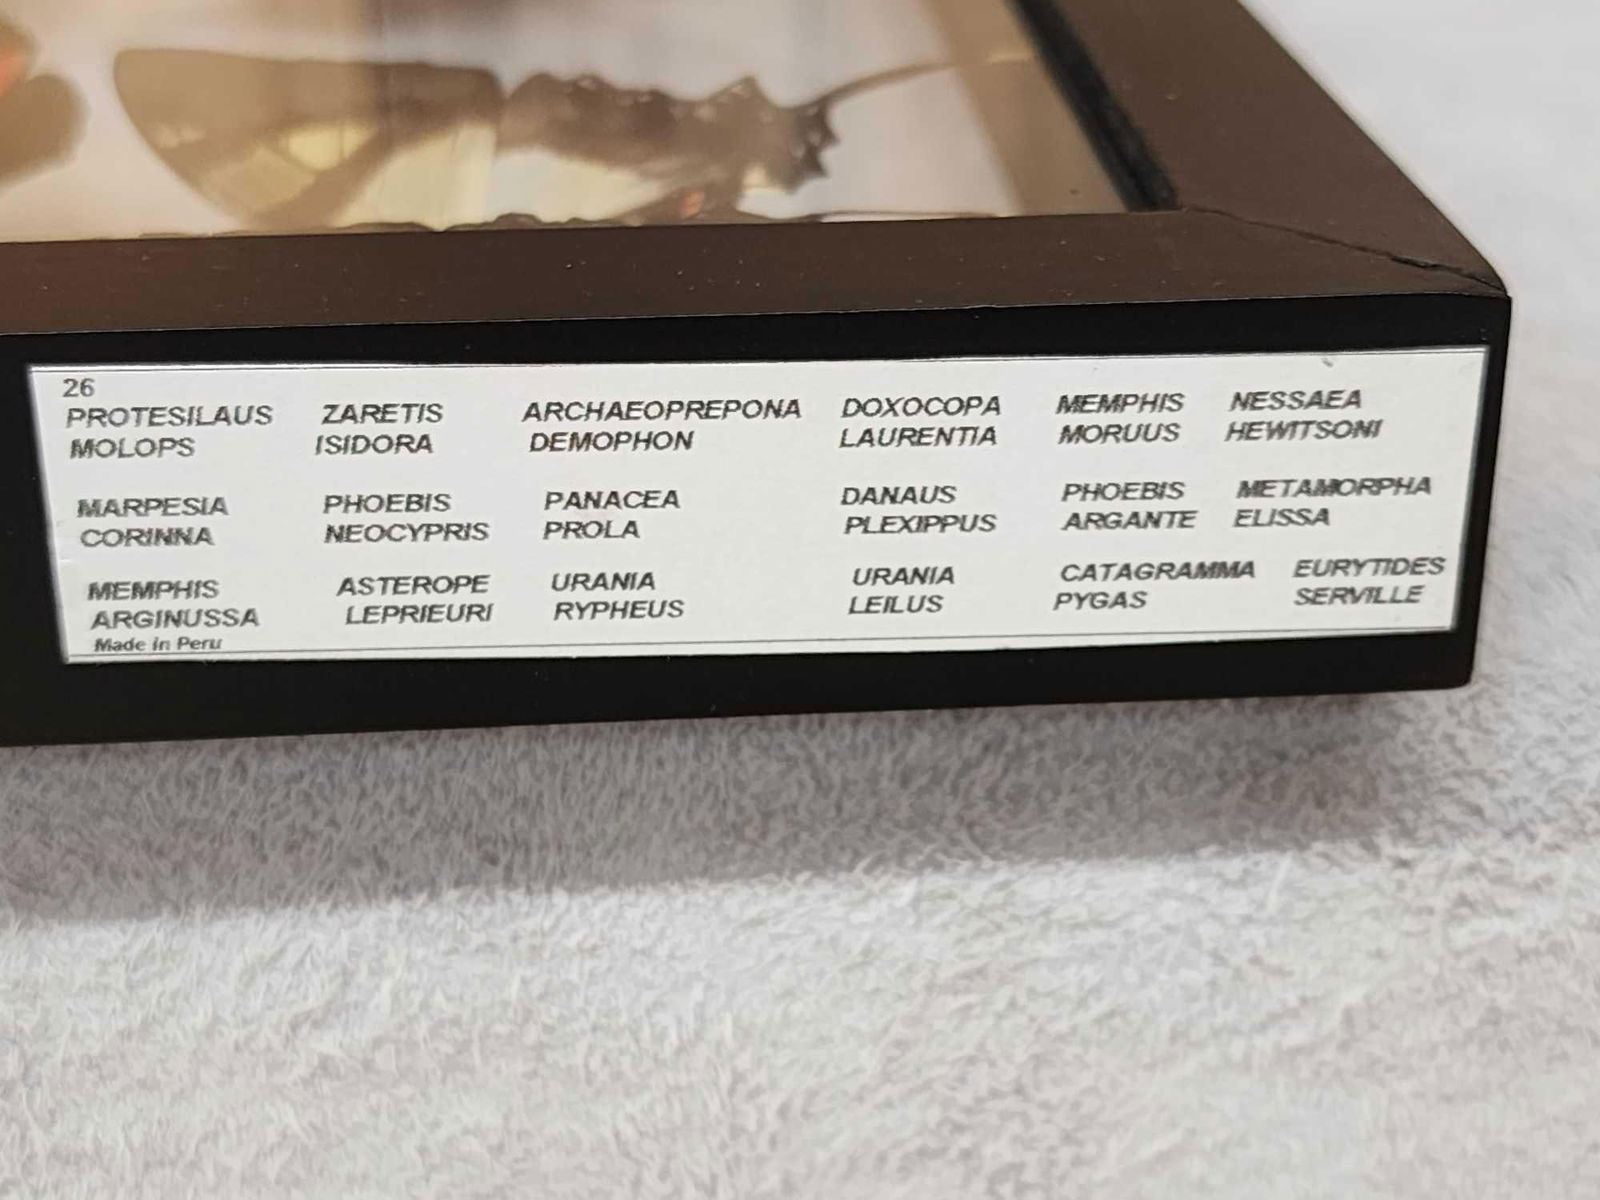 26
PROTESILAUS ZARETIS ARCHAEOPREPONA DOXOCOPA MEMPHIS NESSAEA
MOLOPS ISIDORA DEMOPHON LAURENTIA MORUUS HEWITSONI
MARPESIA PHOEBIS PANACEA DANAUS PHOEBIS METAMORPHA
CORINNA NEOCYPRIS PROLA PLEXIPPUS ARGANTE ELISSA
MEMPHIS ASTEROPE URANIA URANIA CATAGRAMMA EURYTIDES
ARGINUSSA LEPRIEURI RYPHEUS LEILUS PYGAS SERVILLE
Made in Peru